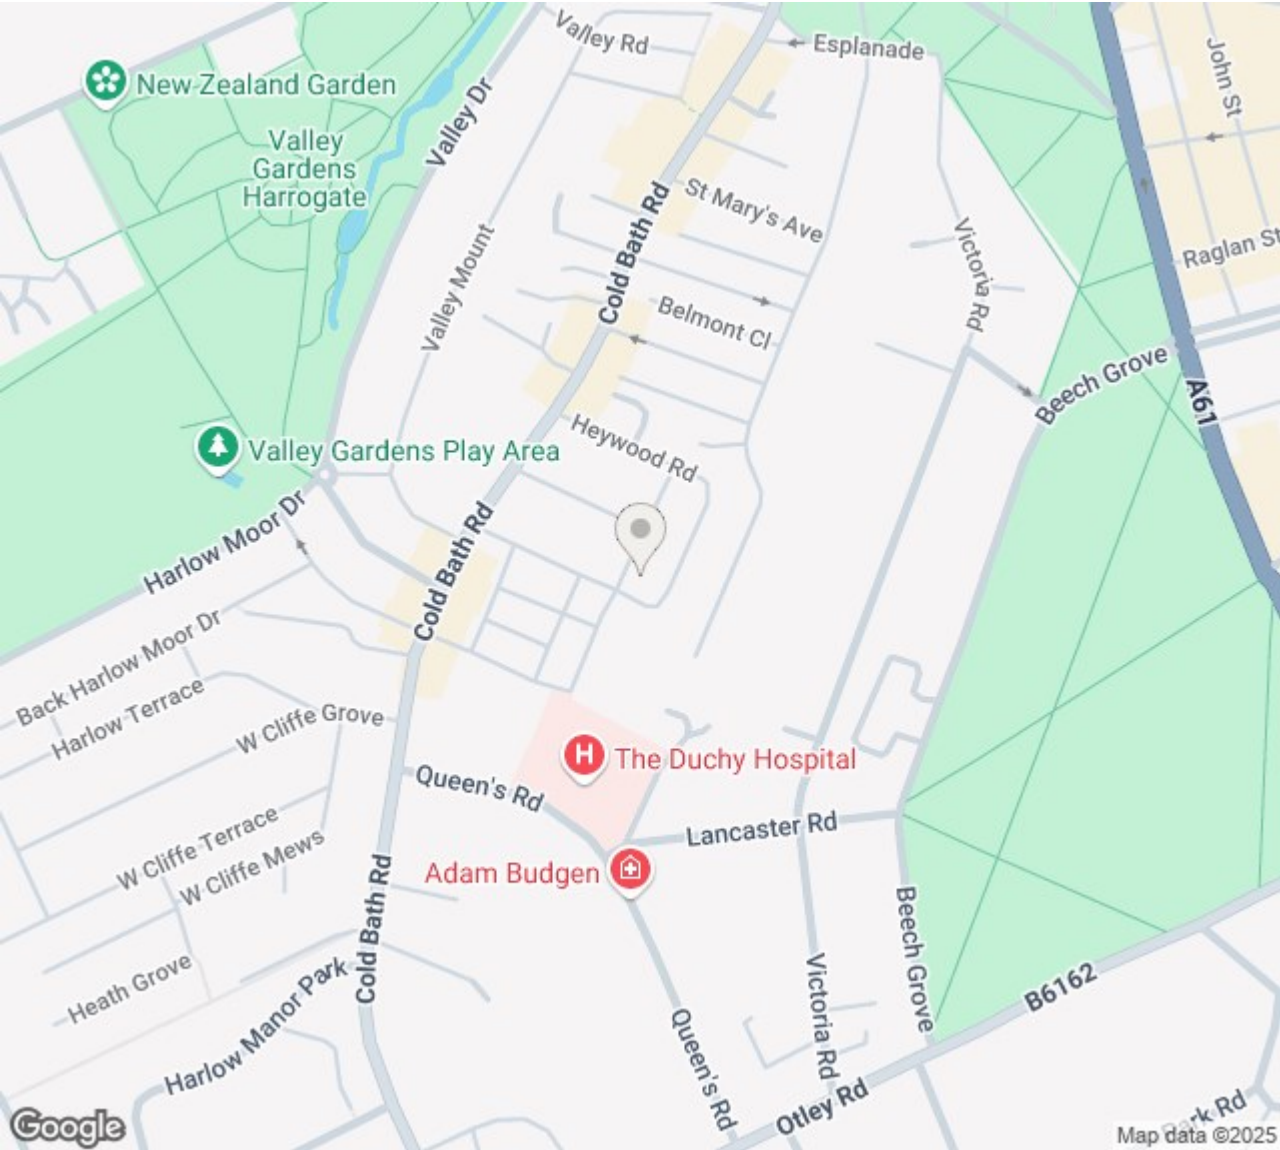 Valley Rd
Esplanade
John St
New Zealand Garden
Valley Dr
Valley
Gardens
Harrogate
St Mary's Ave
Cold Bath Rd
Victoria Rd
Raglan St
Valley Mount
Belmont Cl
Beech Grove
A61
Heywood Rd
Valley Gardens Play Area
Harlow Moor Dr
Cold Bath Rd
Back Harlow Moor Dr
Harlow Terrace
W Cliffe Grove
H
The Duchy Hospital
Queen's Rd
Lancaster Rd
W Cliffe Terrace
W Cliffe Mews
Adam Budgen
Cold Bath Rd
Beech Grove
Heath Grove
Harlow Manor Park
Victoria Rd
B6162
Queen's Rd
Otley Rd
Park Rd
Google
Map data ©2025